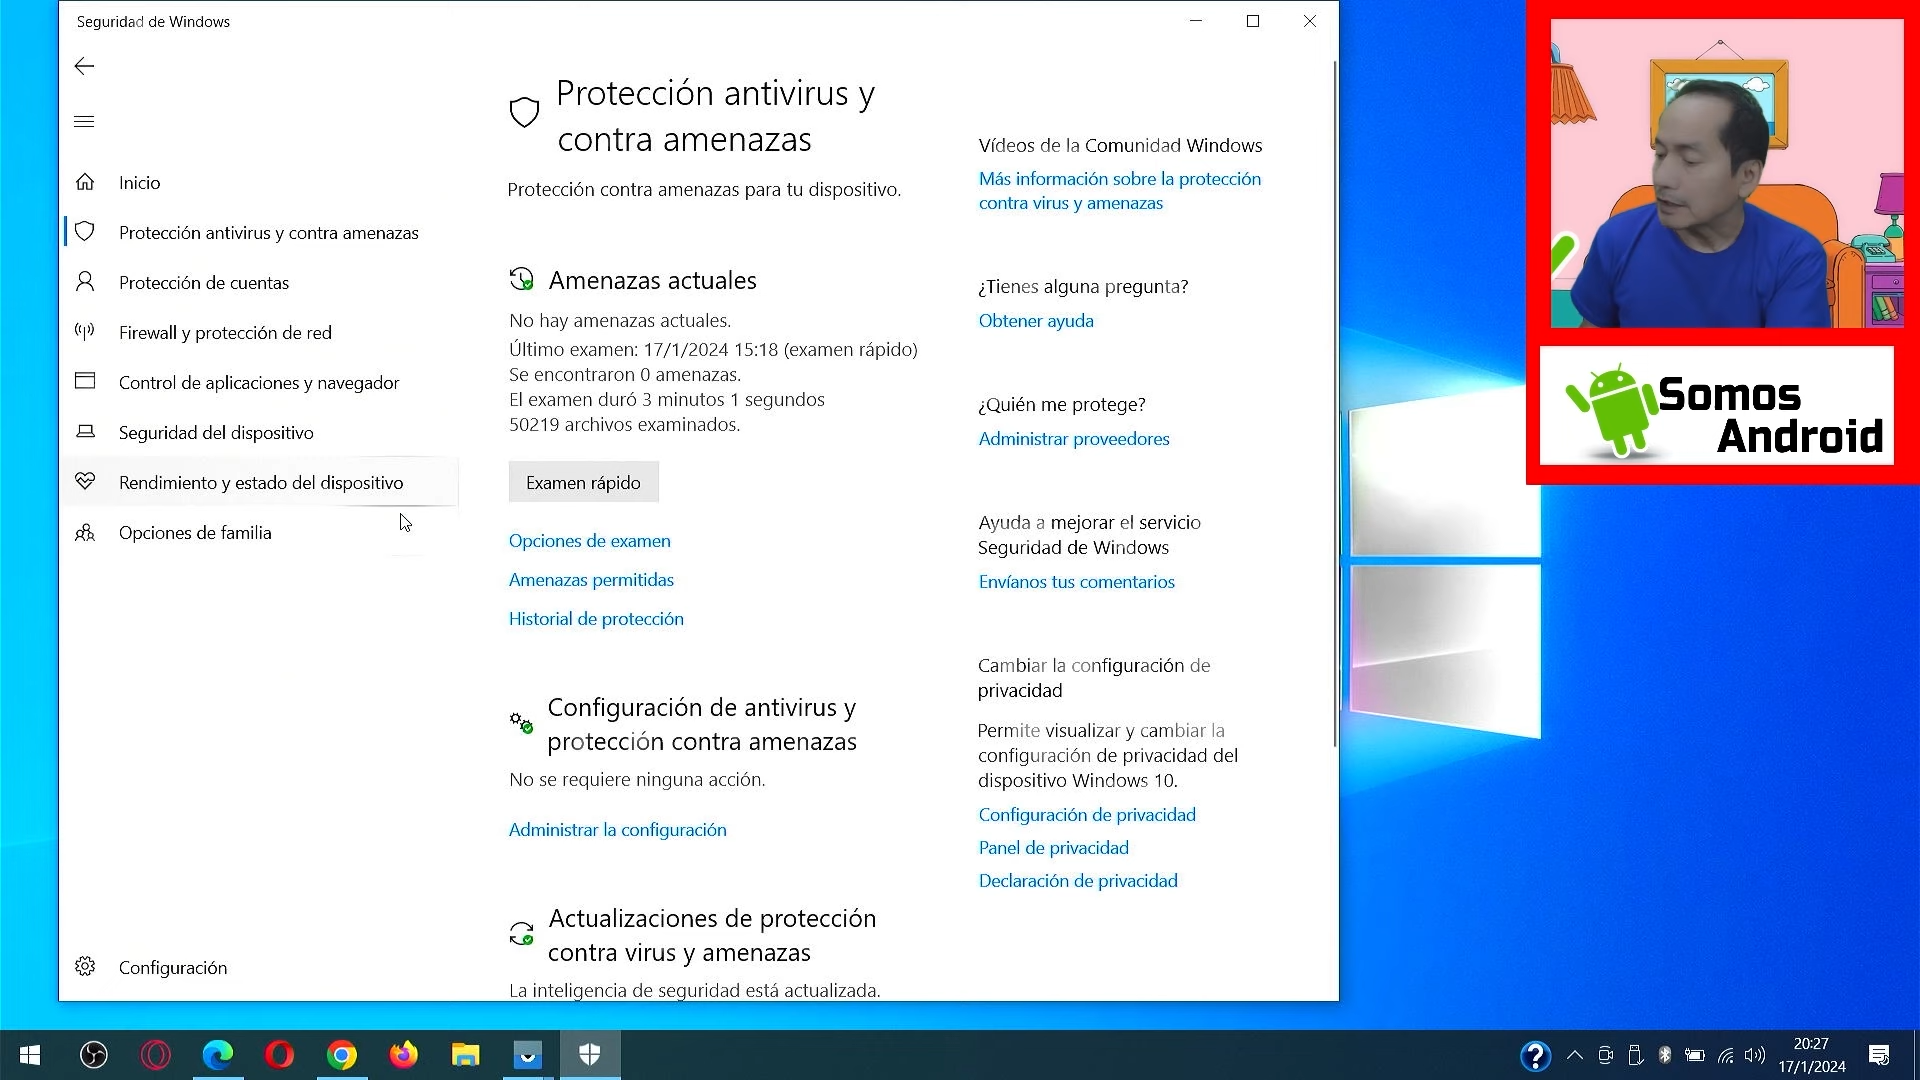 Seguridad de Windows
Inicio
Protección antivirus y contra amenazas
Protección de cuentas
Firewall y protección de red
Control de aplicaciones y navegador
Seguridad del dispositivo
Rendimiento y estado del dispositivo
Opciones de familia
Configuración
Protección antivirus y
contra amenazas
Protección contra amenazas para tu dispositivo.
Amenazas actuales
No hay amenazas actuales.
Último examen: 17/1/2024 15:18 (examen rápido)
Se encontraron 0 amenazas.
El examen duró 3 minutos 1 segundos
50219 archivos examinados.
Examen rápido
Opciones de examen
Amenazas permitidas
Historial de protección
Configuración de antivirus y
protección contra amenazas
No se requiere ninguna acción.
Administrar la configuración
Actualizaciones de protección
contra virus y amenazas
La inteligencia de seguridad está actualizada.
Vídeos de la Comunidad Windows
Más información sobre la protección
contra virus y amenazas
¿Tienes alguna pregunta?
Obtener ayuda
¿Quién me protege?
Administrar proveedores
Ayuda a mejorar el servicio
Seguridad de Windows
Envíanos tus comentarios
Cambiar la configuración de
privacidad
Permite visualizar y cambiar la
configuración de privacidad del
dispositivo Windows 10.
Configuración de privacidad
Panel de privacidad
Declaración de privacidad
Somos
Android
20:27
17/1/2024